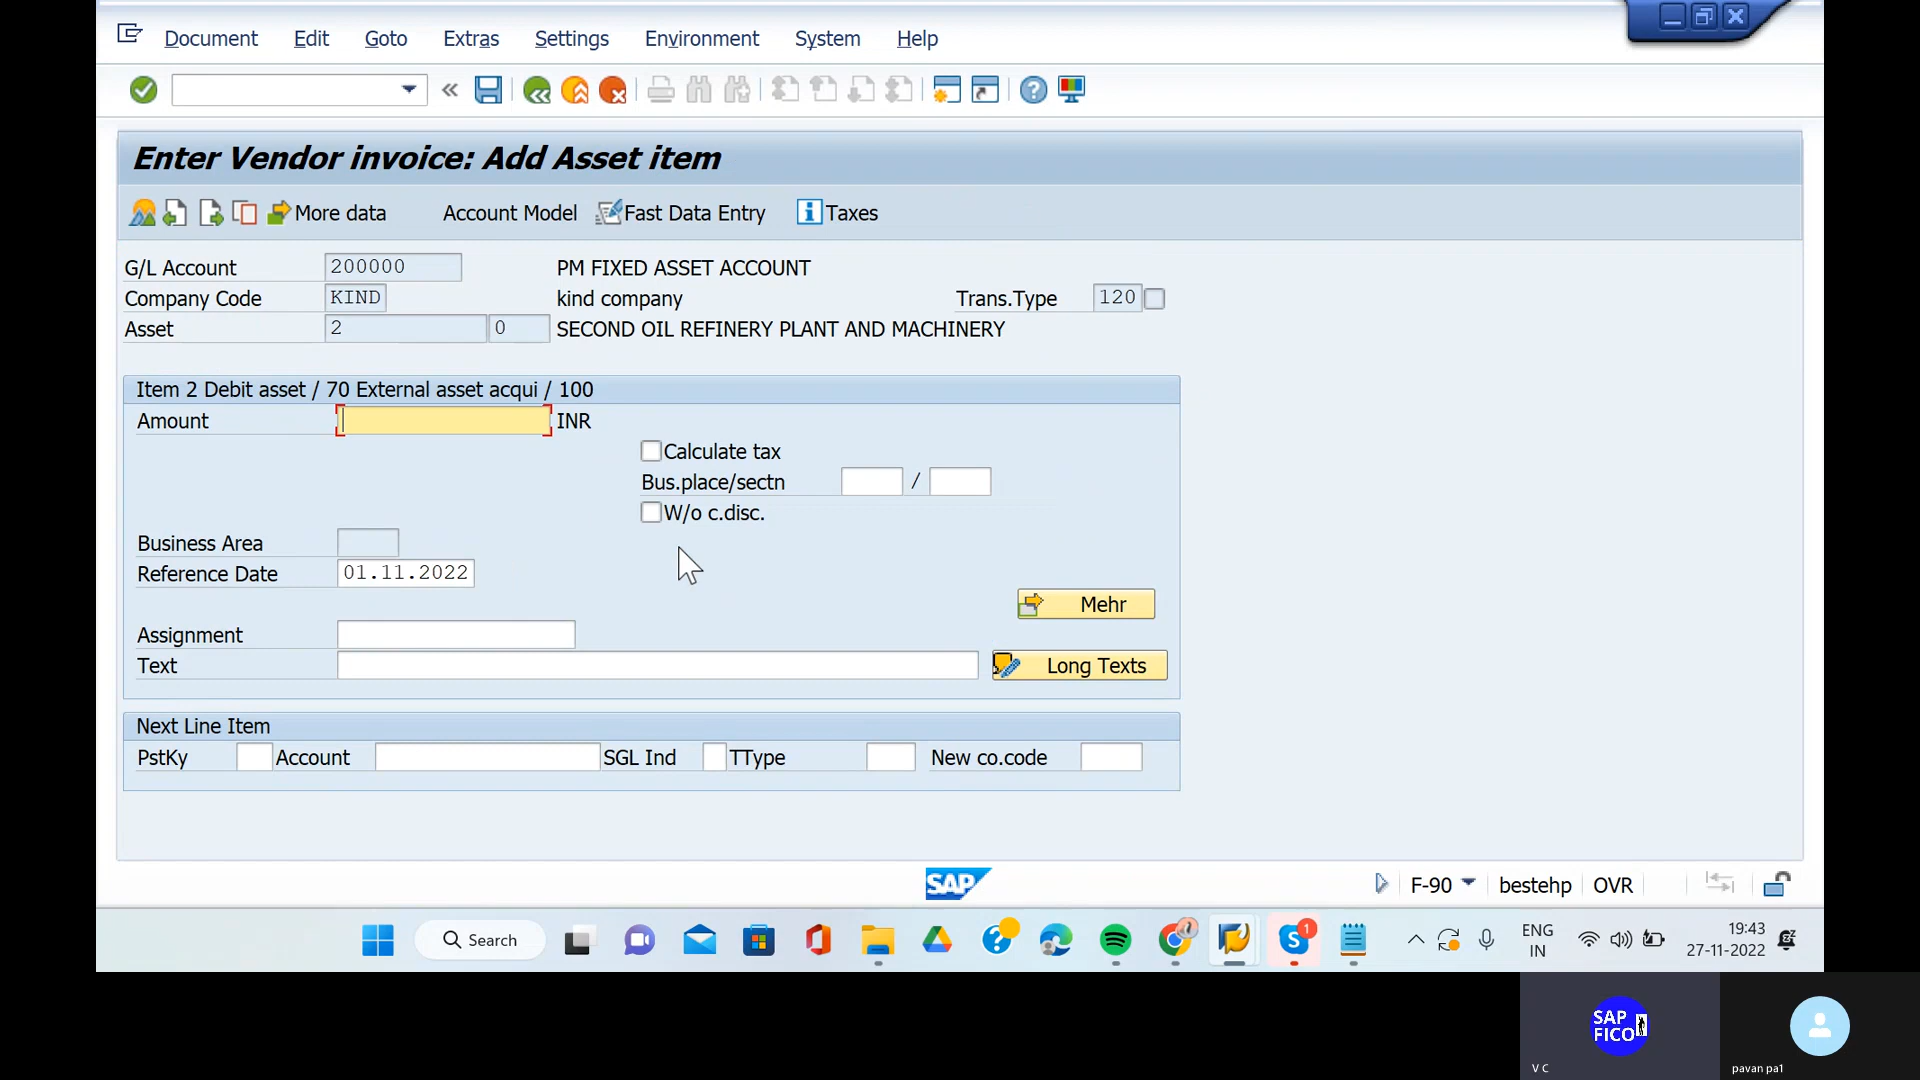 Document Edit Goto Extras Settings Environment System Help
Enter Vendor invoice: Add Asset item
More data Account Model Fast Data Entry Taxes
G/L Account 200000 PM FIXED ASSET ACCOUNT
Company Code KIND kind company Trans.Type 120
Asset 2 0 SECOND OIL REFINERY PLANT AND MACHINERY
Item 2 Debit asset / 70 External asset acqui / 100
Amount INR
Calculate tax
Bus.place/sectn /
W/o c.disc.
Business Area
Reference Date 01.11.2022
Mehr
Assignment
Text Long Texts
Next Line Item
PstKy Account SGL Ind TType New co.code
SAP F-90 bestehp OVR
Search 1 ENG IN 19:43 27-11-2022
SAP FICO
V C pavan pa1